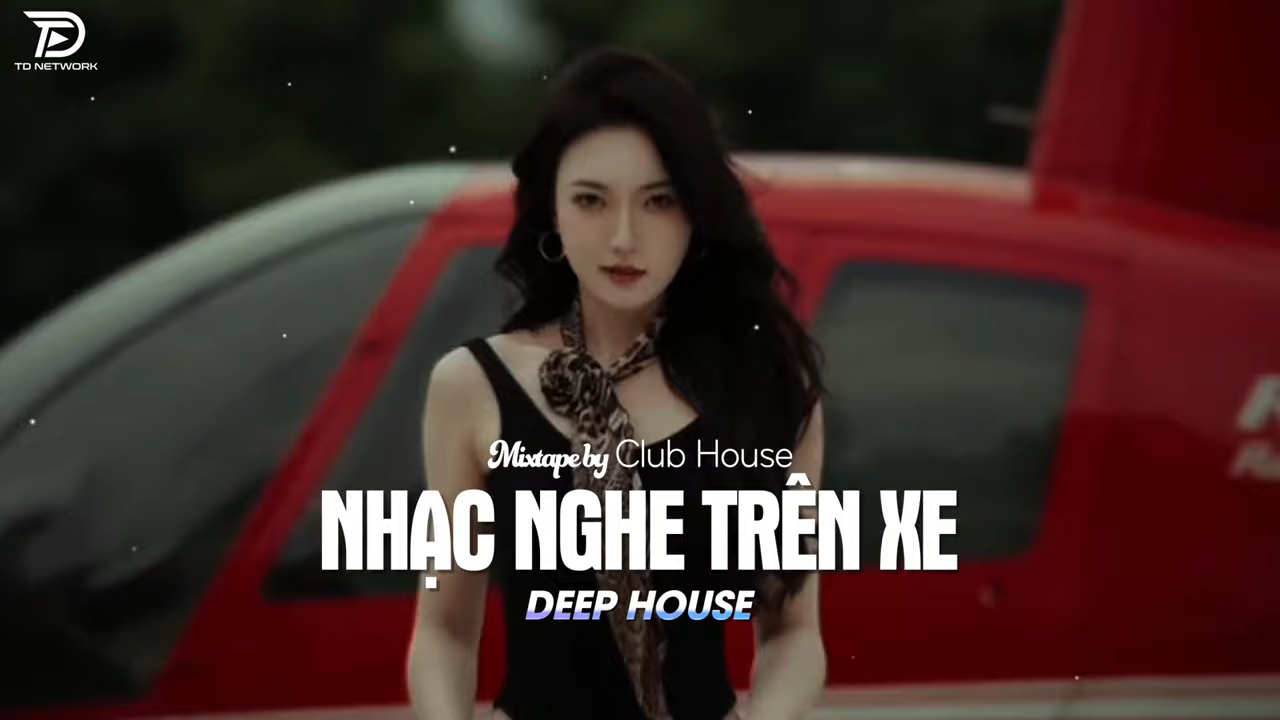 TD NETWORK
Mixtape by Club House
NHẠC NGHE TRÊN XE
DEEP HOUSE